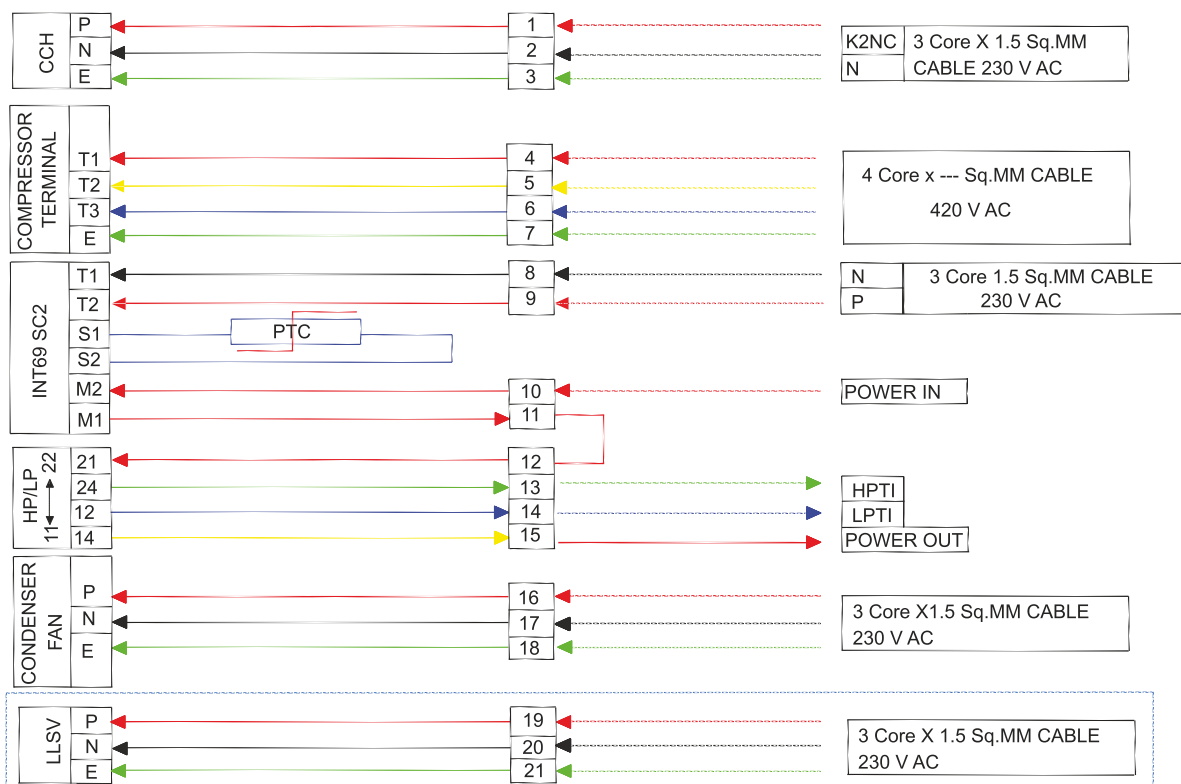 CCH
P
N
E
1
2
3
K2NC
N
3 Core X 1.5 Sq.MM
CABLE 230 V AC
COMPRESSOR
TERMINAL
T1
T2
T3
E
4
5
6
7
4 Core x --- Sq.MM CABLE
420 V AC
INT69 SC2
T1
T2
S1
S2
M2
M1
PTC
8
9
10
11
N
P
3 Core 1.5 Sq.MM CABLE
230 V AC
POWER IN
HP/LP
11 22
21
24
12
14
12
13
14
15
HPTI
LPTI
POWER OUT
CONDENSER
FAN
P
N
E
16
17
18
3 Core X1.5 Sq.MM CABLE
230 V AC
LLSV
P
N
E
19
20
21
3 Core X 1.5 Sq.MM CABLE
230 V AC